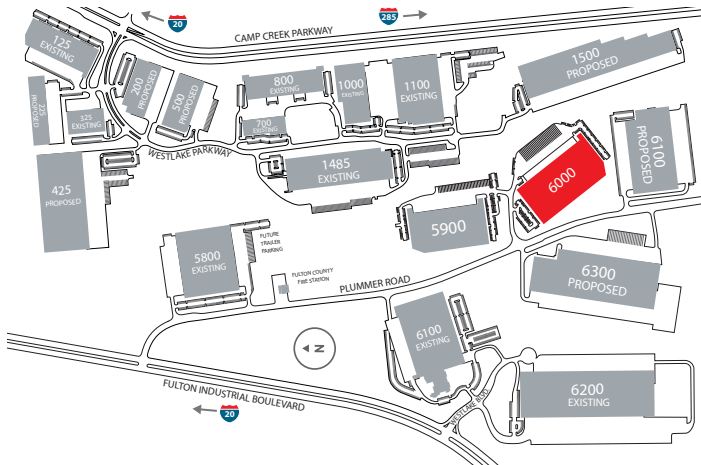 20
285
CAMP CREEK PARKWAY
125
EXISTING
1500
PROPOSED
200
PROPOSED
500
PROPOSED
800
EXISTING
1000
EXISTING
1100
EXISTING
225
PROPOSED
325
EXISTING
700
EXISTING
WESTLAKE PARKWAY
1485
EXISTING
6000
6100
PROPOSED
425
PROPOSED
5900
5800
EXISTING
FUTURE
TRAILER
PARKING
FULTON COUNTY
FIRE STATION
PLUMMER ROAD
6300
PROPOSED
N
6100
EXISTING
FULTON INDUSTRIAL BOULEVARD
20
WESTLAKE BLVD.
6200
EXISTING